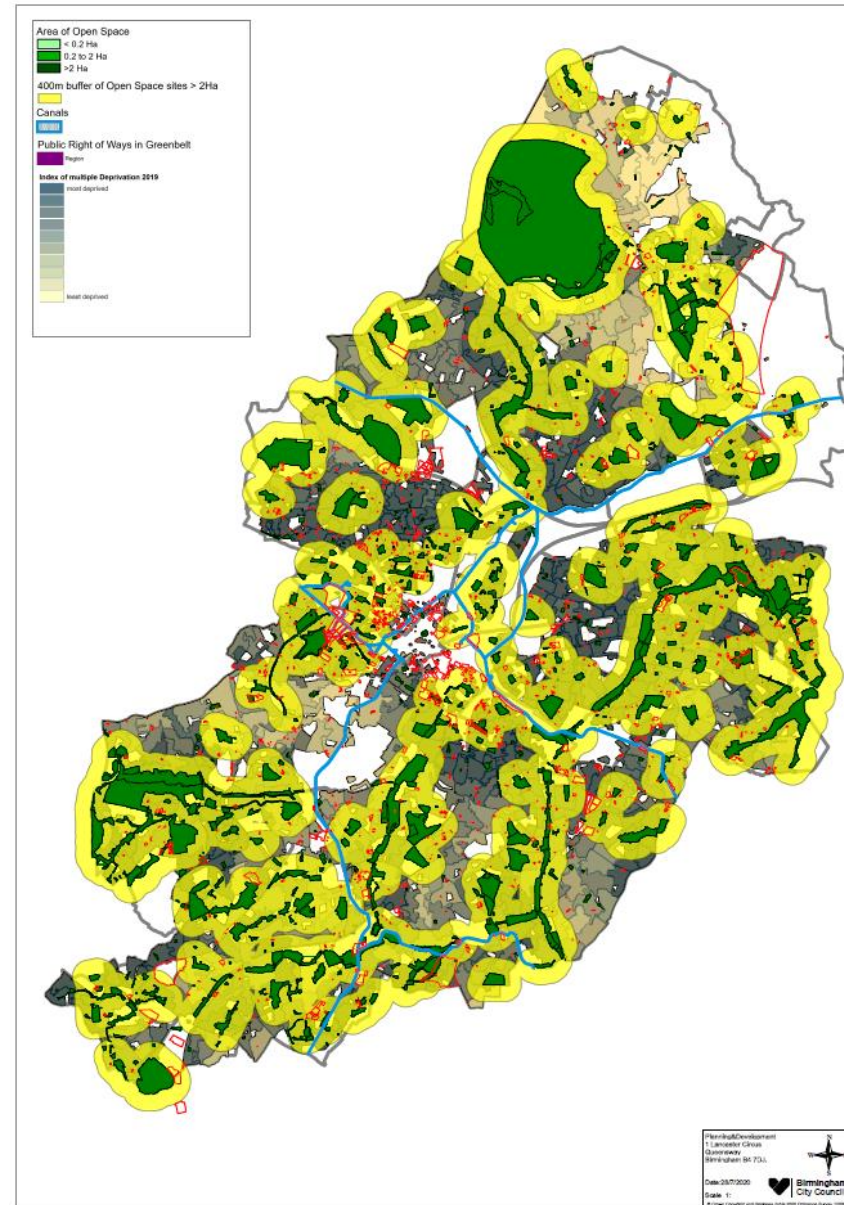 Area of Open Space
< 0.2 Ha
0.2 to 2 Ha
>2 Ha
400m buffer of Open Space sites > 2Ha
Canals
Public Right of Ways in Greenbelt
Region
Index of multiple Deprivation 2019
most deprived
least deprived
Planning&Development
1 Lancaster Circus
Queensway
Birmingham B4 7DJ.
N
W
S
Date:28/7/2020
Birmingham
City Council
Scale 1: